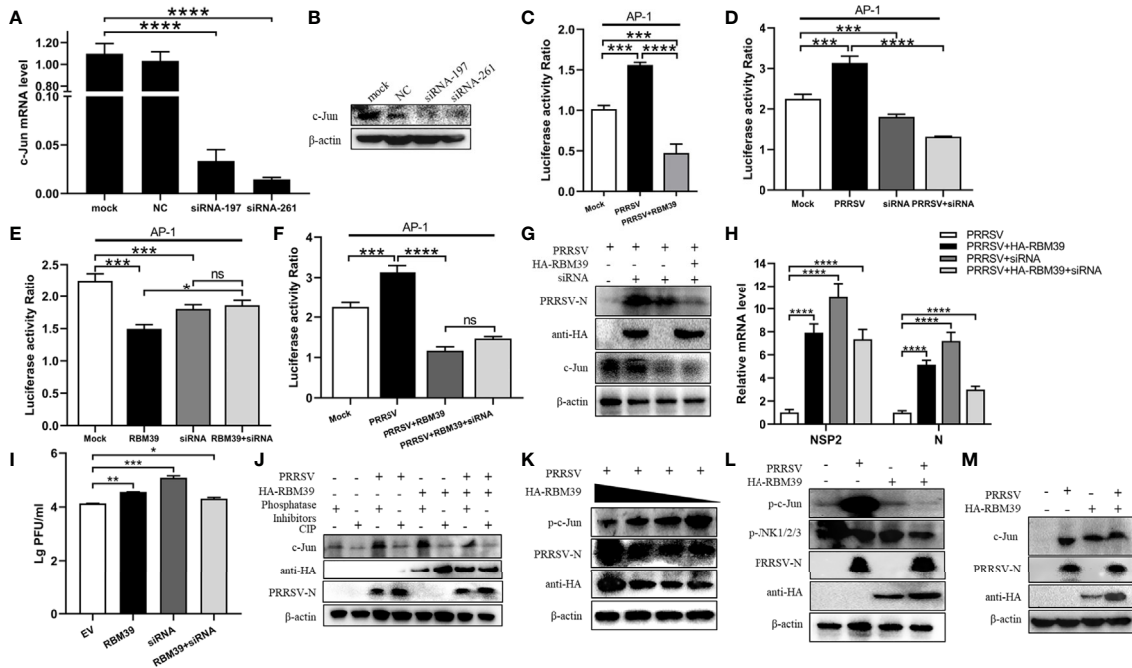 A
****
****
c-Jun mRNA level
1.20
1.00
0.80
0.10
0.05
0.00
mock
NC
siRNA-197
siRNA-261
B
mock
NC
siRNA-197
siRNA-261
c-Jun
β-actin
C
AP-1
***
*** ****
Luciferase activity Ratio
2.0
1.5
1.0
0.5
0.0
Mock
PRRSV
PRRSV+RBM39
D
AP-1
***
*** ****
Luciferase activity Ratio
4
3
2
1
0
Mock
PRRSV
siRNA
PRRSV+siRNA
E
AP-1
***
*** ns
*
Luciferase activity Ratio
2.5
2.0
1.5
1.0
0.5
0.0
Mock
RBM39
siRNA
RBM39+siRNA
F
AP-1
*** ****
ns
Luciferase activity Ratio
4
3
2
1
0
Mock
PRRSV
PRRSV+RBM39
PRRSV+RBM39+siRNA
G
PRRSV + + + +
HA-RBM39 - + - +
siRNA - - + +
PRRSV-N
anti-HA
c-Jun
β-actin
H
PRRSV
PRRSV+HA-RBM39
PRRSV+siRNA
PRRSV+HA-RBM39+siRNA
Relative mRNA level
14
12
10
8
6
4
2
0
****
****
****
****
****
****
NSP2
N
I
*
***
**
Lg PFU/ml
6
4
2
0
EV
RBM39
siRNA
RBM39+siRNA
J
PRRSV - - + + - - + +
HA-RBM39 - - - - + + + +
Phosphatase + - + - + - + -
Inhibitors
CIP - + - + - + - +
c-Jun
anti-HA
PRRSV-N
β-actin
K
PRRSV + + + +
HA-RBM39
p-c-Jun
PRRSV-N
anti-HA
β-actin
L
PRRSV - + - +
HA-RBM39 - - + +
p-c-Jun
p-JNK1/2/3
PRRSV-N
anti-HA
β-actin
M
PRRSV - + - +
HA-RBM39 - - + +
c-Jun
PRRSV-N
anti-HA
β-actin